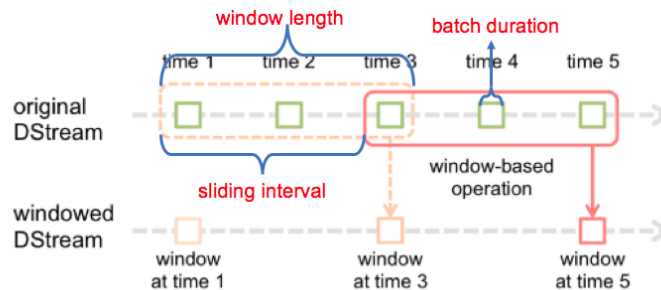 window length
batch duration
time 1
time 2
time 3
time 4
time 5
original
DStream
sliding interval
window-based
operation
windowed
DStream
window
at time 1
window
at time 3
window
at time 5